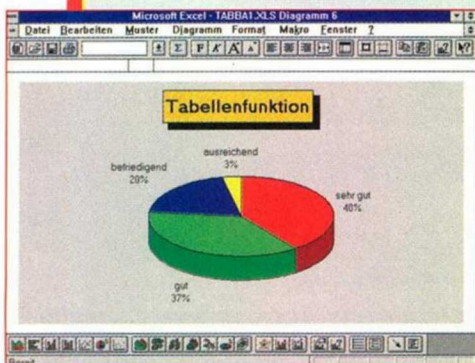 Microsoft Excel - TABBA1.XLS Diagramm 6
Datei Bearbeiten Muster Diagramm Format Makro Fenster ?
Σ F K A A
Tabellenfunktion
ausreichend
3%
befriedigend
20%
sehr gut
40%
gut
37%
Bereit